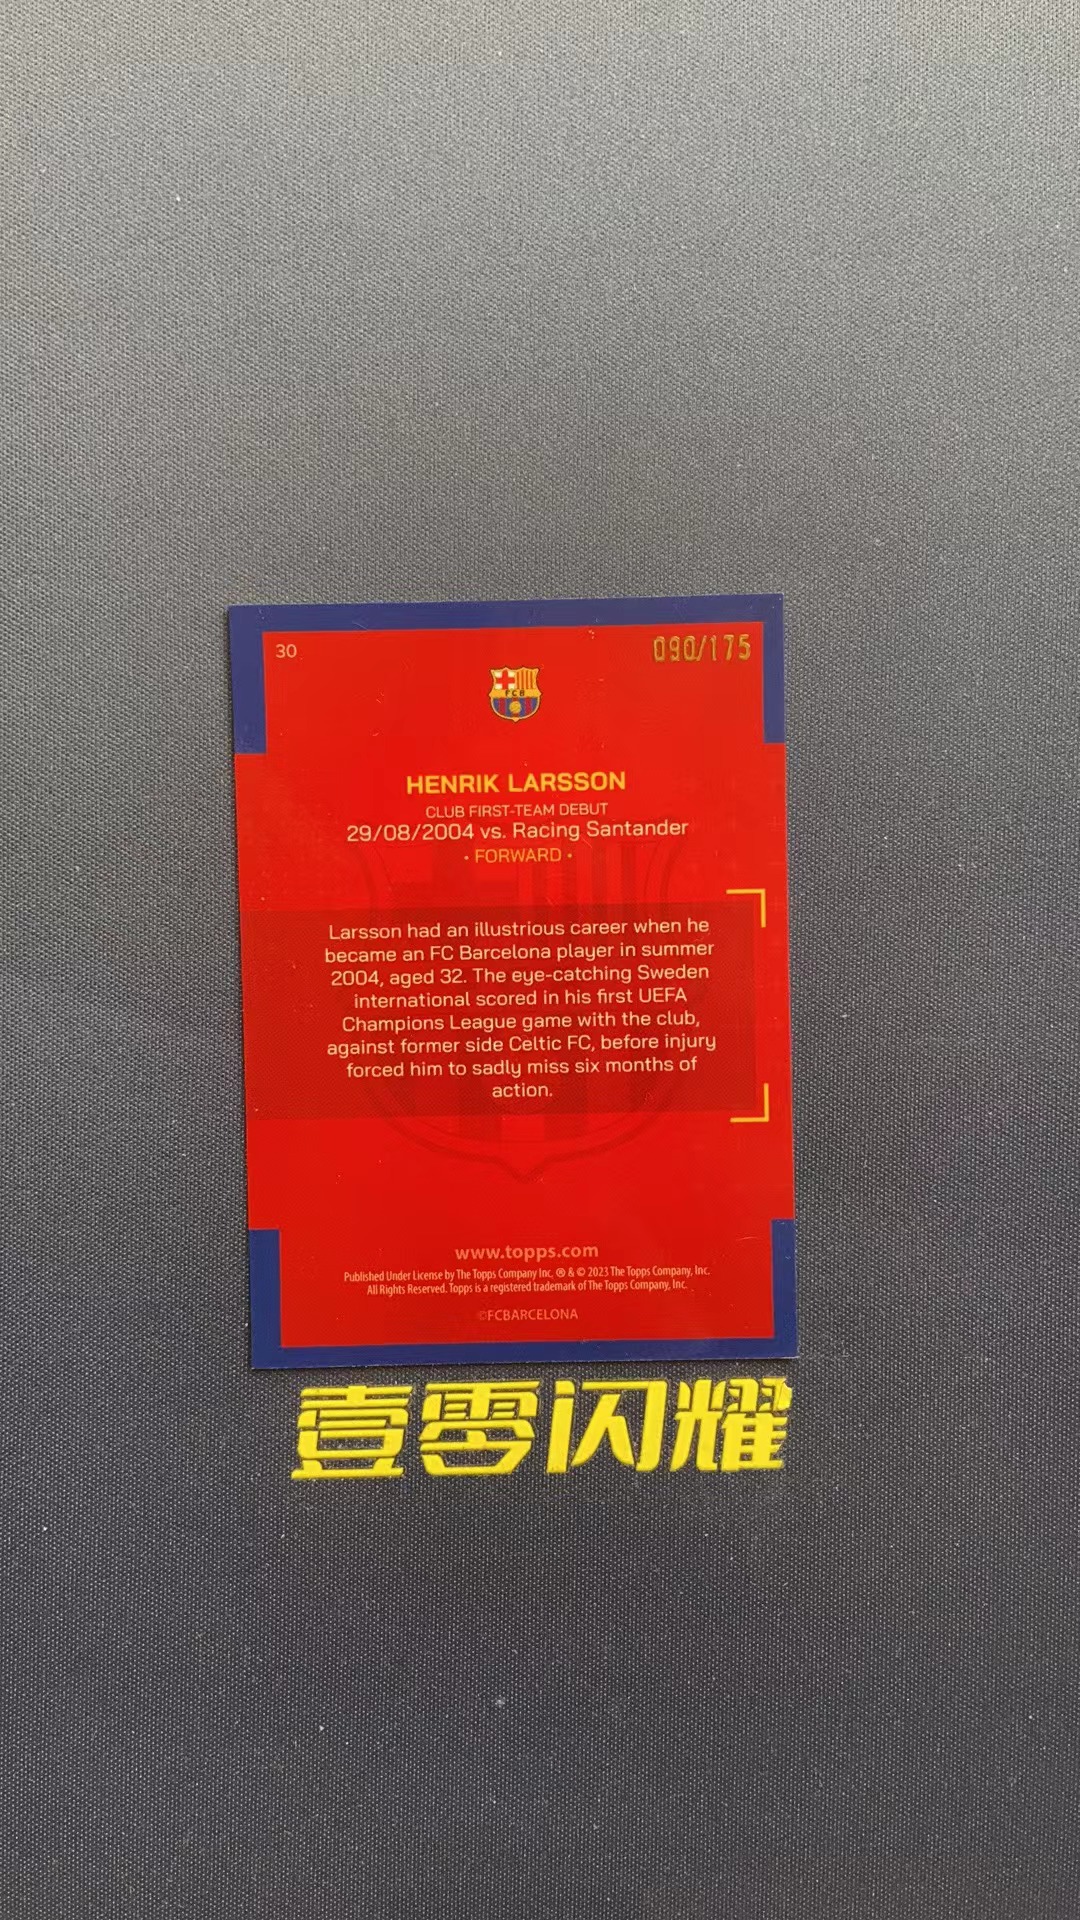 30
090/175
FCB
HENRIK LARSSON
CLUB FIRST-TEAM DEBUT
29/08/2004 vs. Racing Santander
• FORWARD •
Larsson had an illustrious career when he
became an FC Barcelona player in summer
2004, aged 32. The eye-catching Sweden
international scored in his first UEFA
Champions League game with the club,
against former side Celtic FC, before injury
forced him to sadly miss six months of
action.
www.topps.com
Published Under License by The Topps Company Inc. ® & © 2023 The Topps Company, Inc.
All Rights Reserved. Topps is a registered trademark of The Topps Company, Inc.
©FCBARCELONA
壹零闪耀